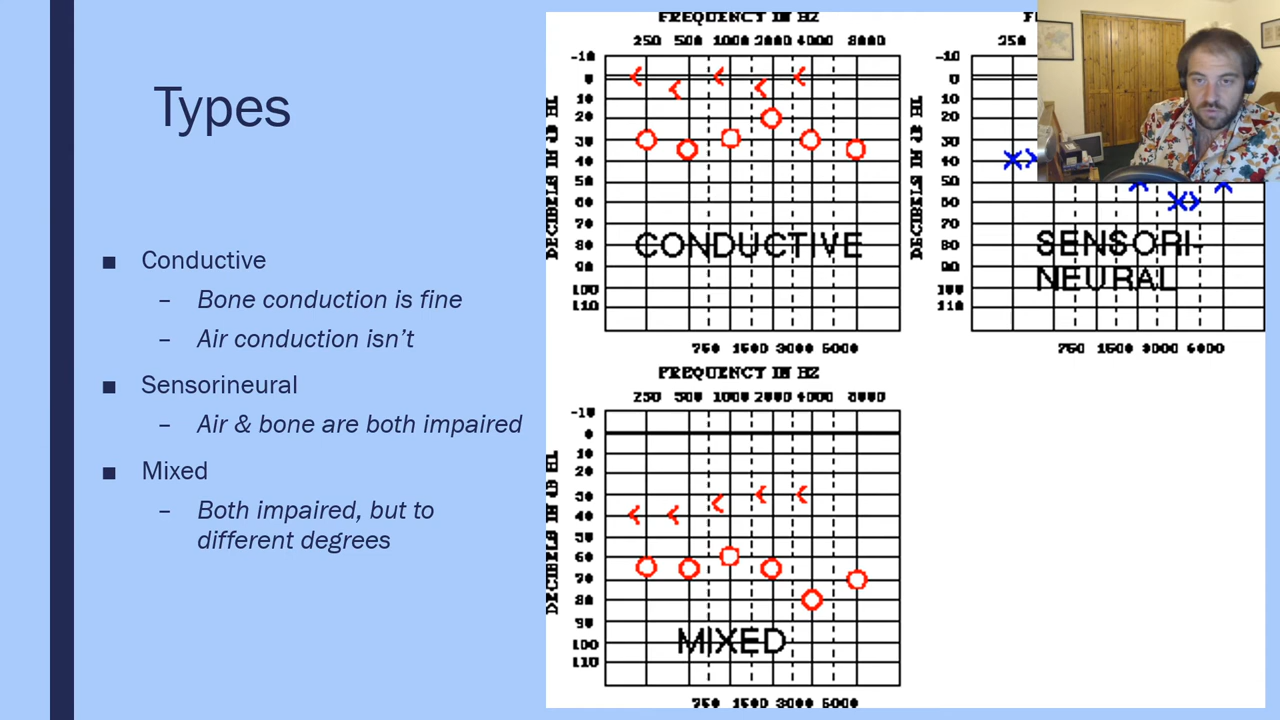 Types
■ Conductive
– Bone conduction is fine
– Air conduction isn't
■ Sensorineural
– Air & bone are both impaired
■ Mixed
– Both impaired, but to
different degrees
FREQUENCY IN HZ
250 500 1000 2000 4000 8000
DECIBELS IN dB HL
-10
0
10
20
30
40
50
60
70
80
90
100
110
CONDUCTIVE
750 1500 3000 6000
250
DECIBELS IN dB HL
-10
0
10
20
30
40
50
60
70
80
90
100
110
SENSORI-
NEURAL
750 1500 3000 6000
FREQUENCY IN HZ
250 500 1000 2000 4000 8000
DECIBELS IN dB HL
-10
0
10
20
30
40
50
60
70
80
90
100
110
MIXED
750 1500 3000 6000